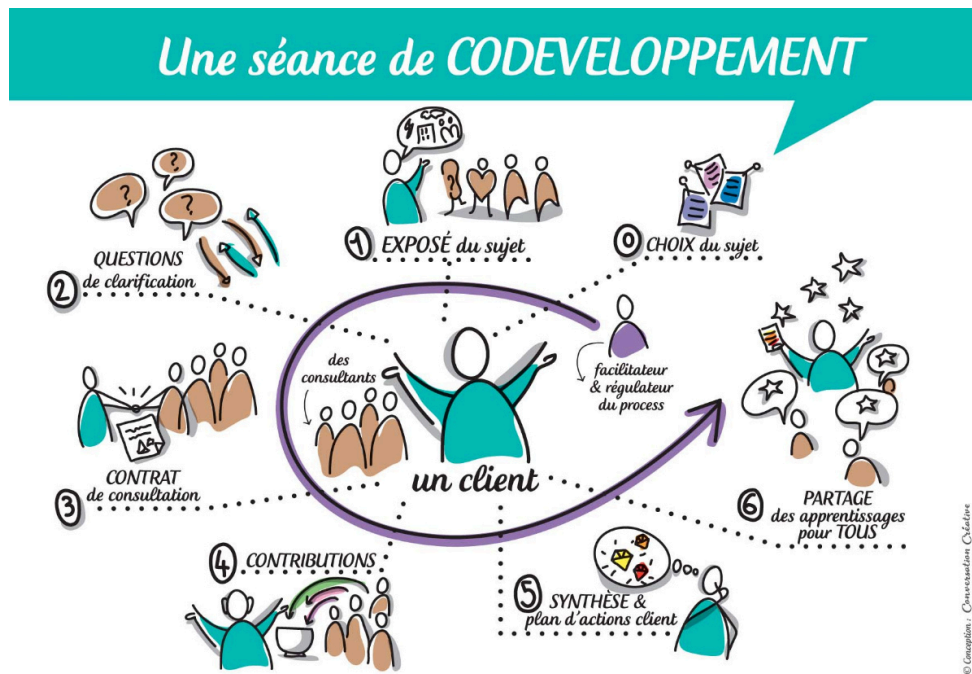 Une séance de CODEVELOPPEMENT
0 CHOIX du sujet
1 EXPOSÉ du sujet
? ? ?
2 QUESTIONS
de clarification
3 CONTRAT
de consultation
4 CONTRIBUTIONS
5 SYNTHÈSE &
plan d'actions client
6 PARTAGE
des apprentissages
pour TOUS
des
consultants
un client
facilitateur
& régulateur
du process
© Conception : Conversation Créative